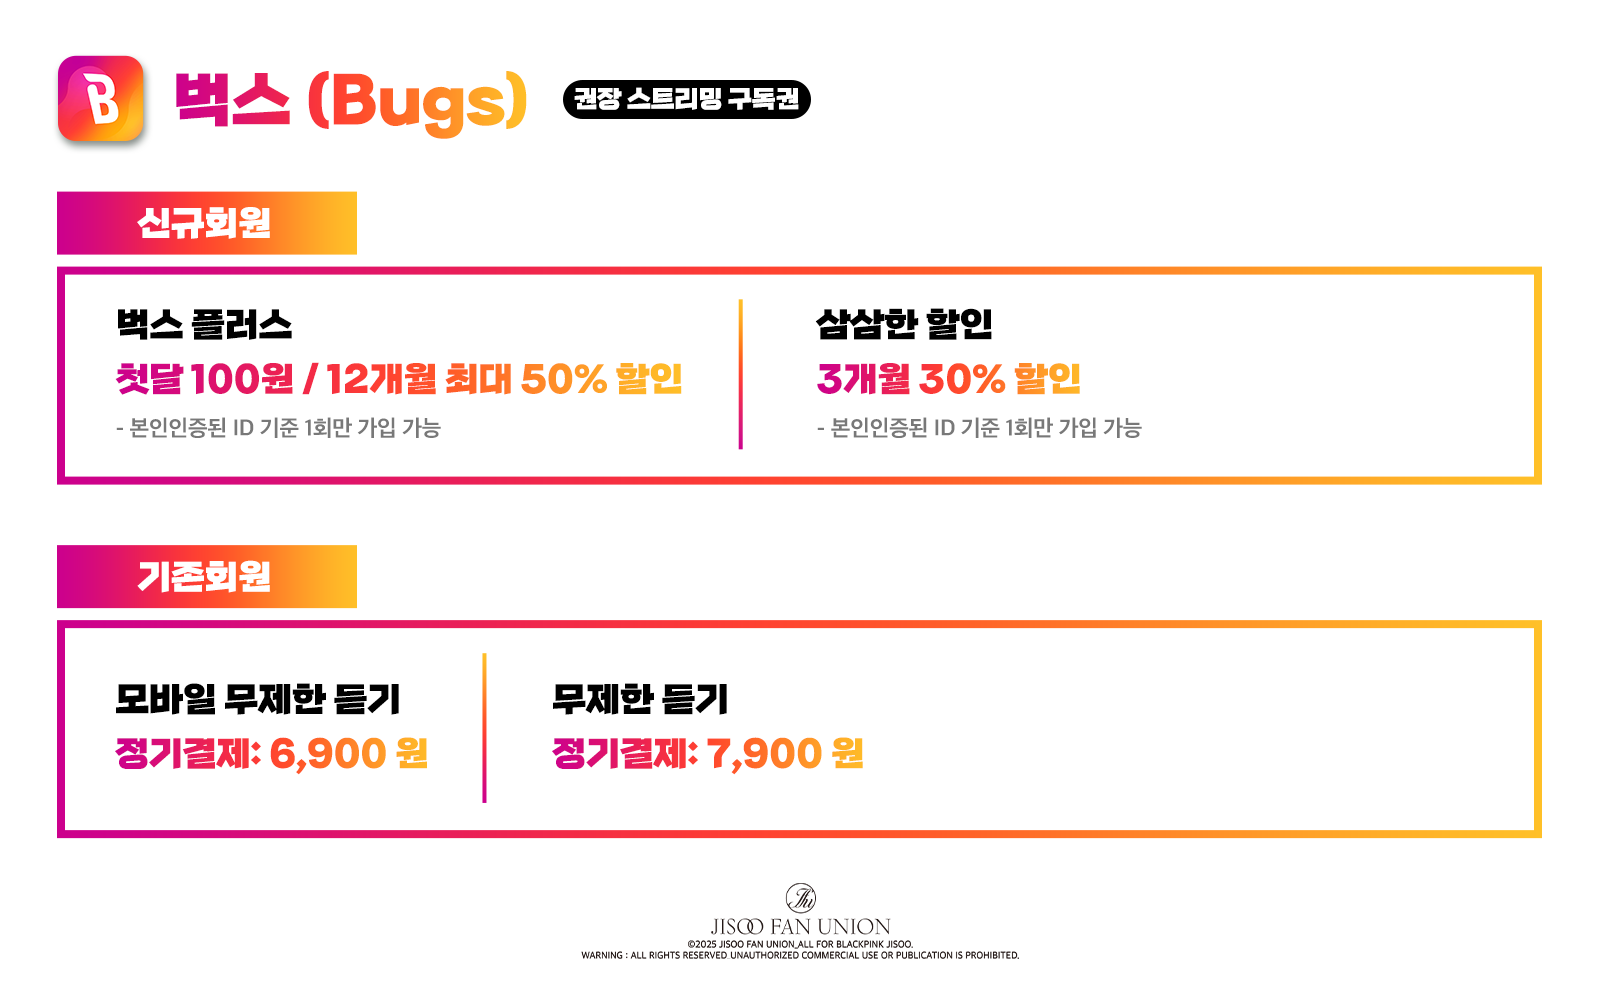 B 벅스 (Bugs) 권장 스트리밍 구독권
신규회원
벅스 플러스
첫달 100원 / 12개월 최대 50% 할인
- 본인인증된 ID 기준 1회만 가입 가능
삼삼한 할인
3개월 30% 할인
- 본인인증된 ID 기준 1회만 가입 가능
기존회원
모바일 무제한 듣기
정기결제: 6,900 원
무제한 듣기
정기결제: 7,900 원
JISOO FAN UNION
©2025 JISOO FAN UNION_ALL FOR BLACKPINK JISOO.
WARNING : ALL RIGHTS RESERVED. UNAUTHORIZED COMMERCIAL USE OR PUBLICATION IS PROHIBITED.